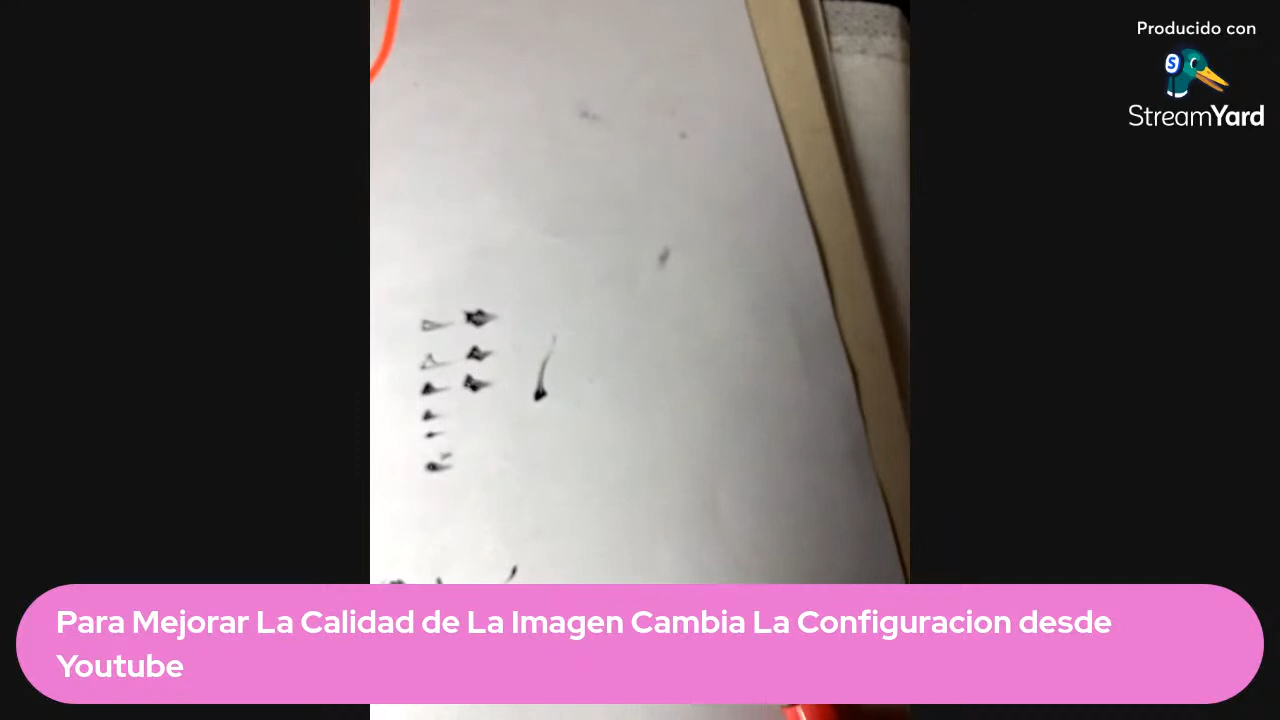 Producido con
StreamYard
Para Mejorar La Calidad de La Imagen Cambia La Configuracion desde
Youtube